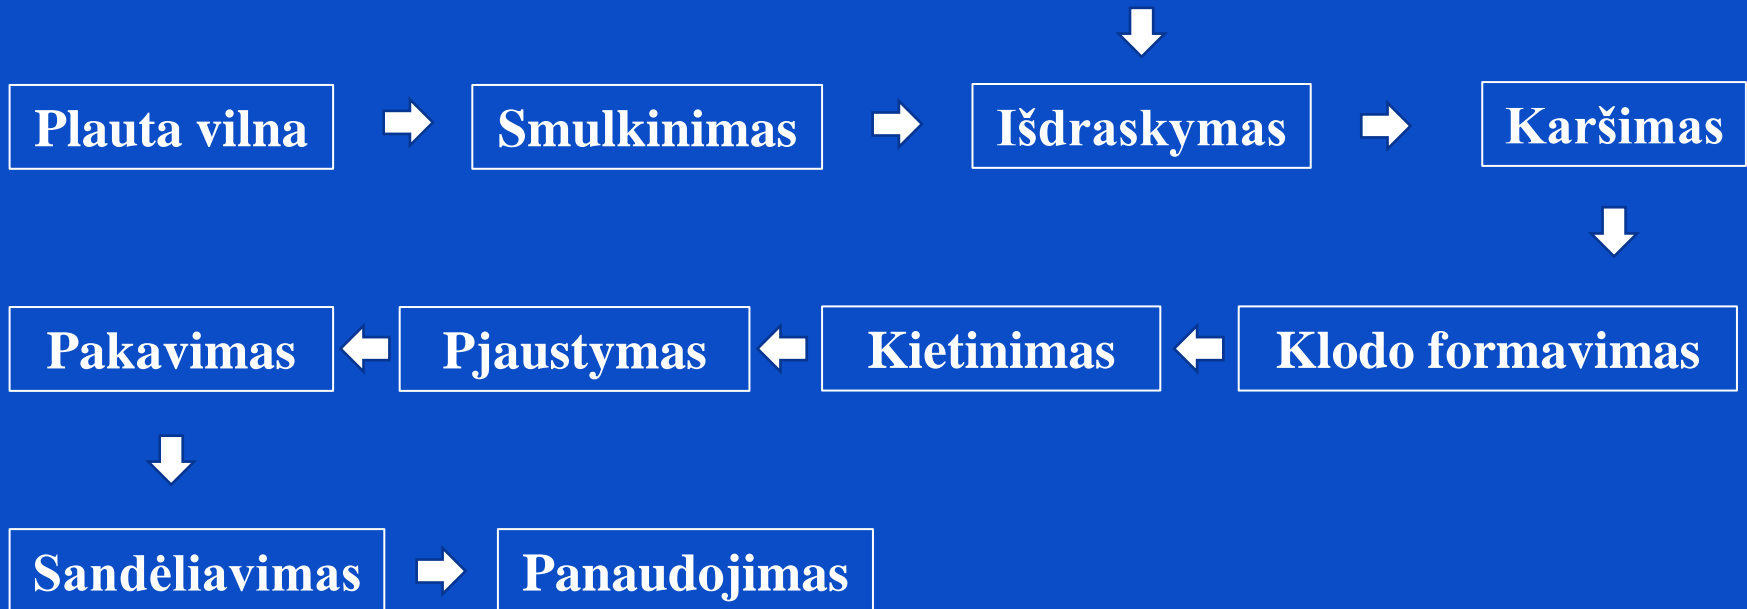 Plauta vilna
Smulkinimas
Išdraskymas
Karšimas
Pakavimas
Pjaustymas
Kietinimas
Klodo formavimas
Sandėliavimas
Panaudojimas